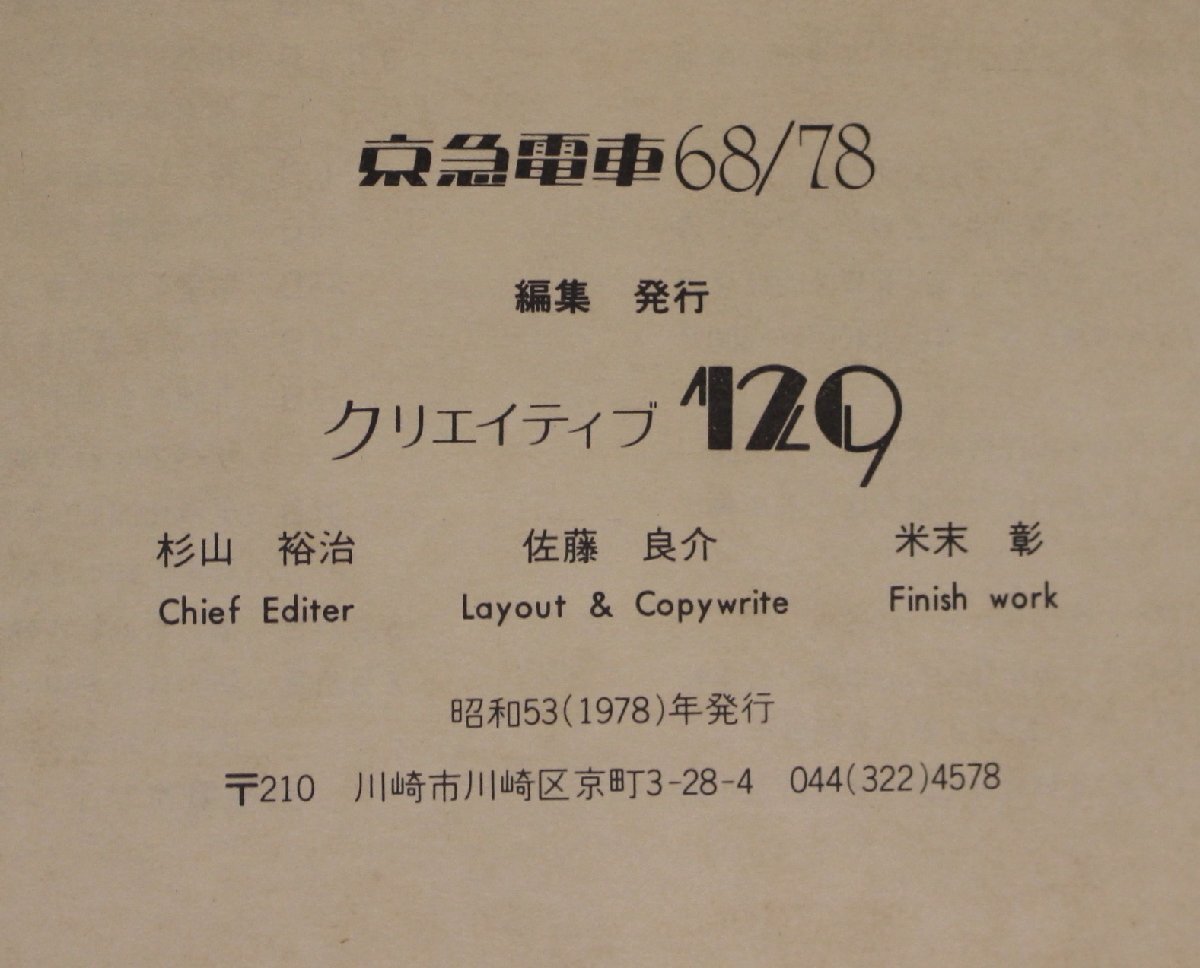 京急電車68/78
編集　発行
クリエイティブ 129
杉山　裕治　佐藤　良介　米末　彰
Chief Editer　Layout & Copywrite　Finish work
昭和53(1978)年発行
〒210　川崎市川崎区京町3-28-4　044(322)4578